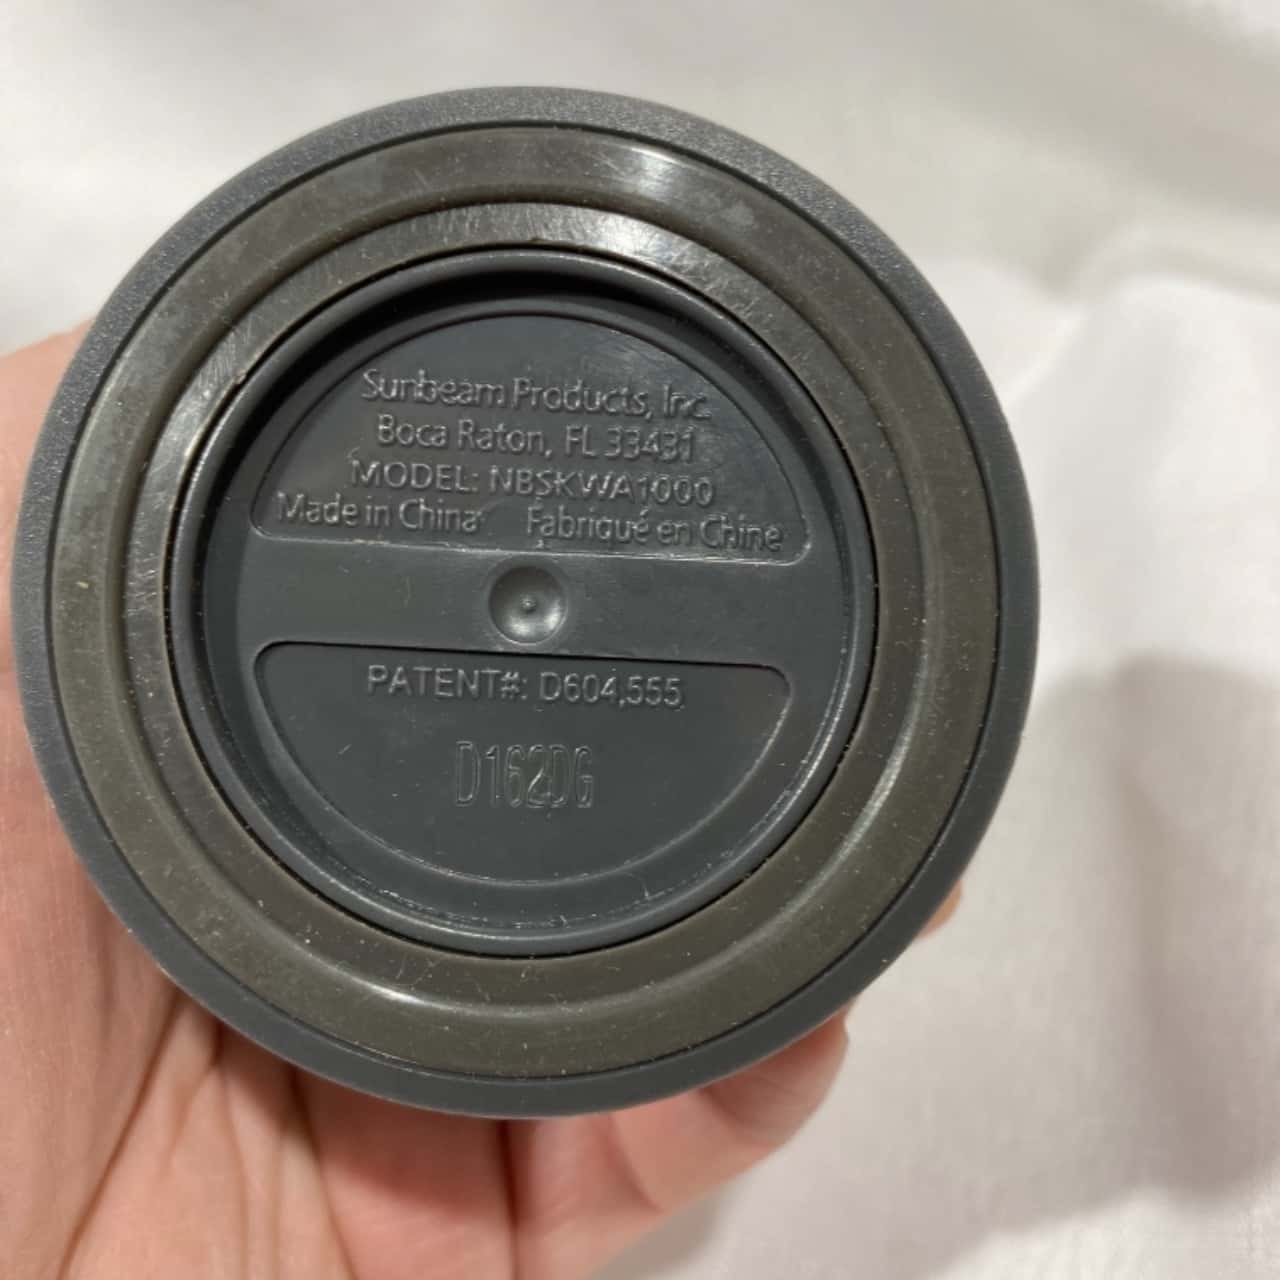 Sunbeam Products, Inc.
Boca Raton, FL 33431
MODEL: NBSKWA1000
Made in China Fabriqué en Chine
PATENT#: D604,555
D162DG